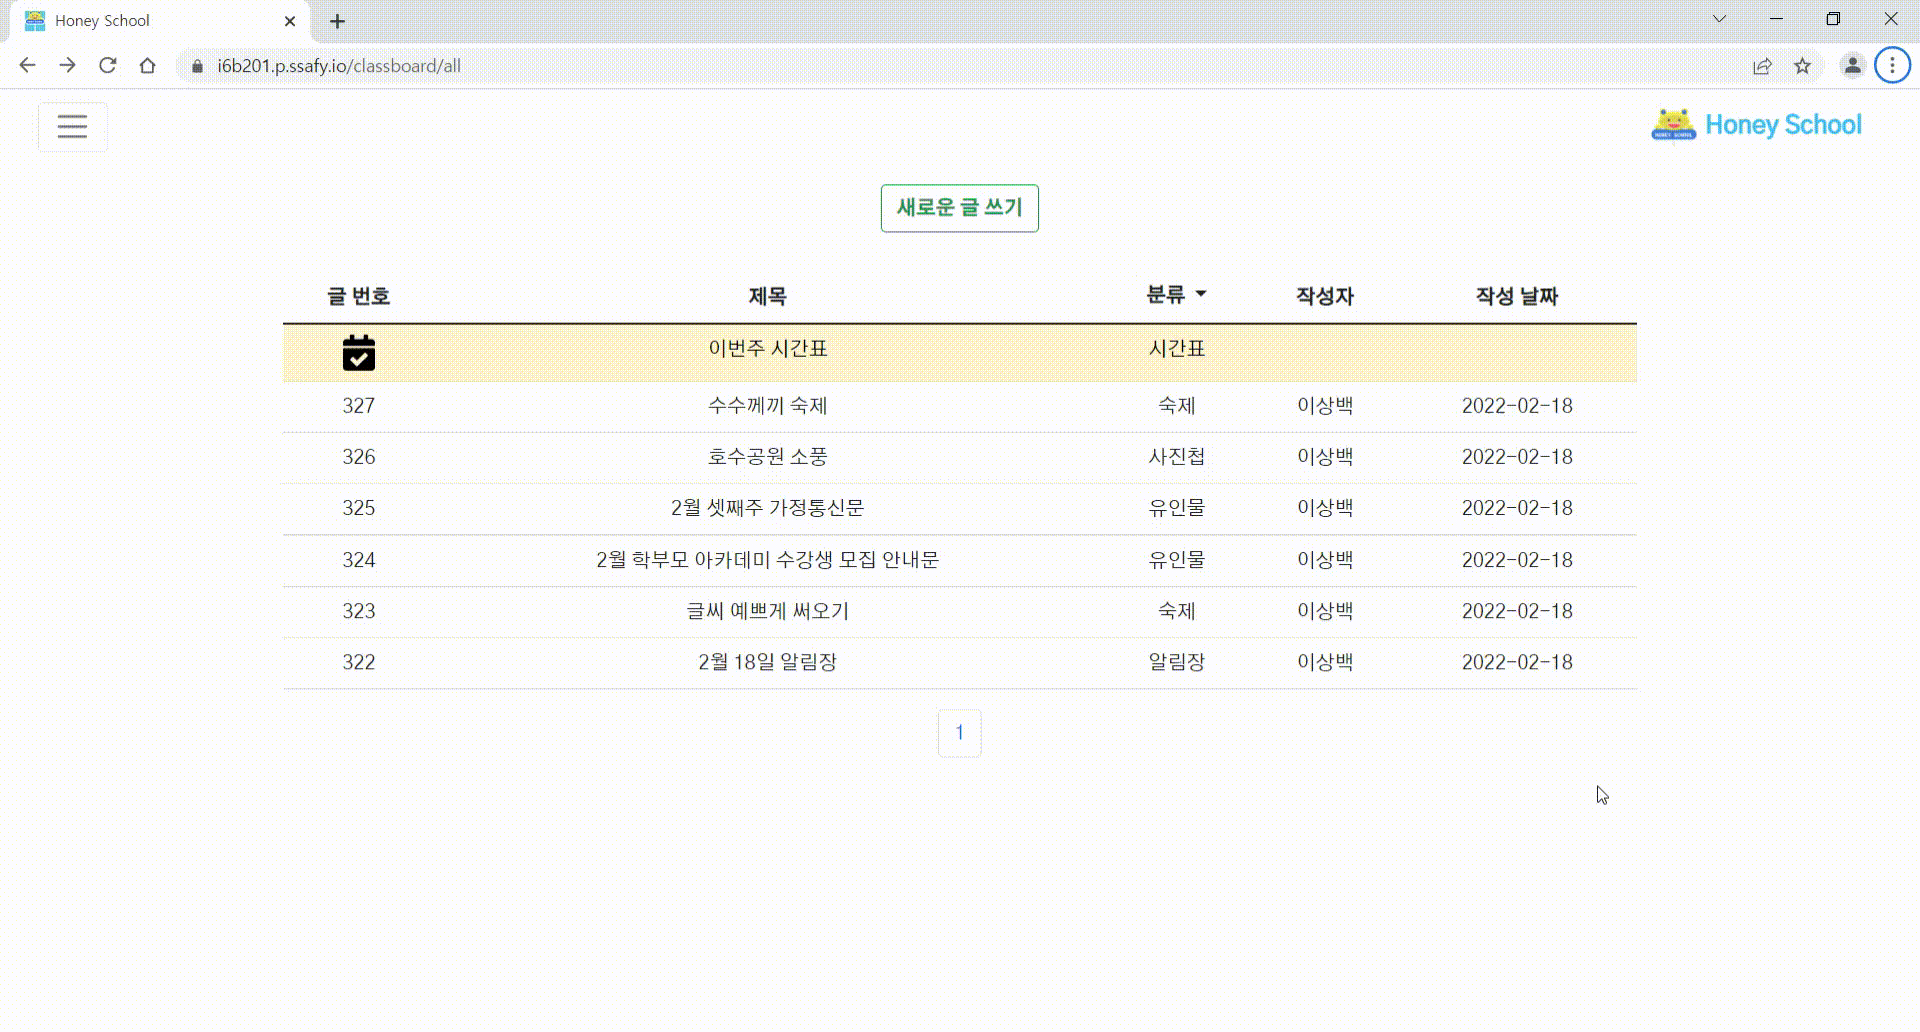 Honey School
i6b201.p.ssafy.io/classboard/all
Honey School
새로운 글 쓰기
글 번호 제목 분류 작성자 작성 날짜
이번주 시간표 시간표
327 수수께끼 숙제 숙제 이상백 2022-02-18
326 호수공원 소풍 사진첩 이상백 2022-02-18
325 2월 셋째주 가정통신문 유인물 이상백 2022-02-18
324 2월 학부모 아카데미 수강생 모집 안내문 유인물 이상백 2022-02-18
323 글씨 예쁘게 써오기 숙제 이상백 2022-02-18
322 2월 18일 알림장 알림장 이상백 2022-02-18
1